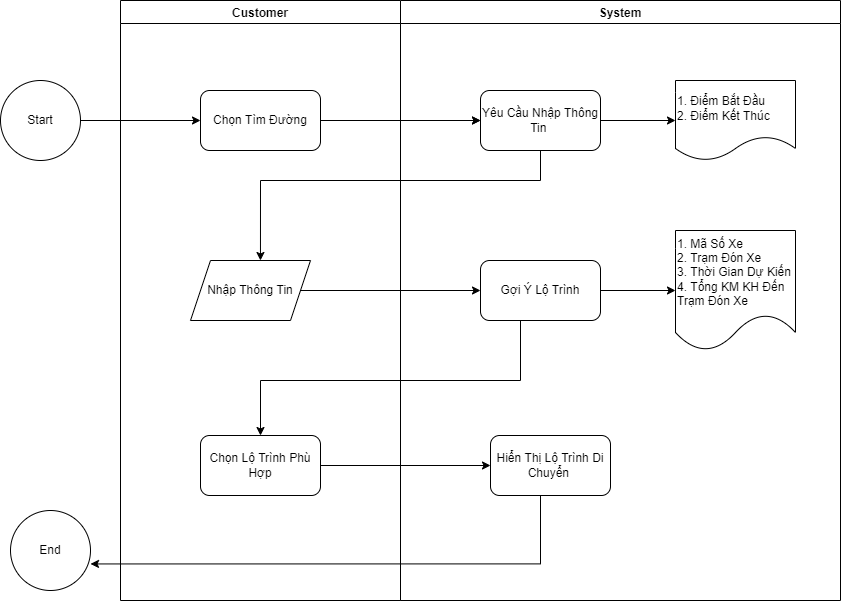 Customer
System
Start
Chọn Tìm Đường
Yêu Cầu Nhập Thông
Tin
1. Điểm Bắt Đầu
2. Điểm Kết Thúc
Nhập Thông Tin
Gợi Ý Lộ Trình
1. Mã Số Xe
2. Trạm Đón Xe
3. Thời Gian Dự Kiến
4. Tổng KM KH Đến
Trạm Đón Xe
Chọn Lộ Trình Phù
Hợp
Hiển Thị Lộ Trình Di
Chuyển
End